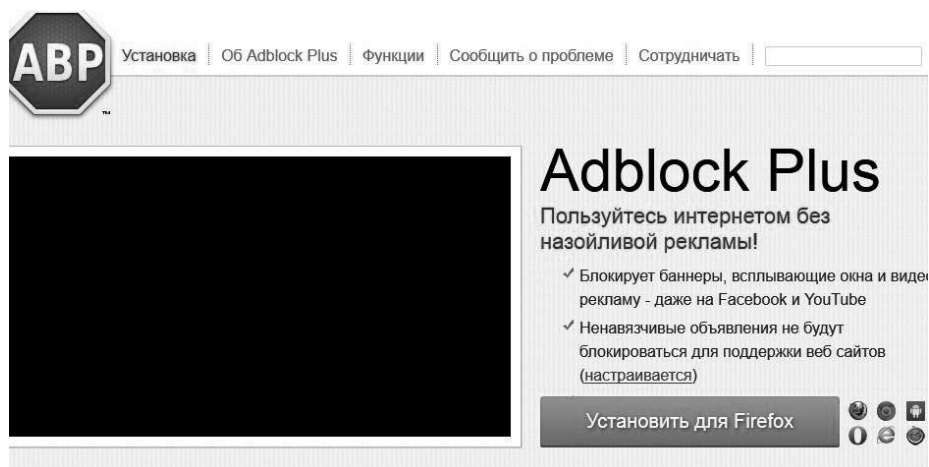 ABP
™
Установка
Об Adblock Plus
Функции
Сообщить о проблеме
Сотрудничать
Adblock Plus
Пользуйтесь интернетом без
назойливой рекламы!
Блокирует баннеры, всплывающие окна и видео
рекламу - даже на Facebook и YouTube
Ненавязчивые объявления не будут
блокироваться для поддержки веб сайтов
(настраивается)
Установить для Firefox